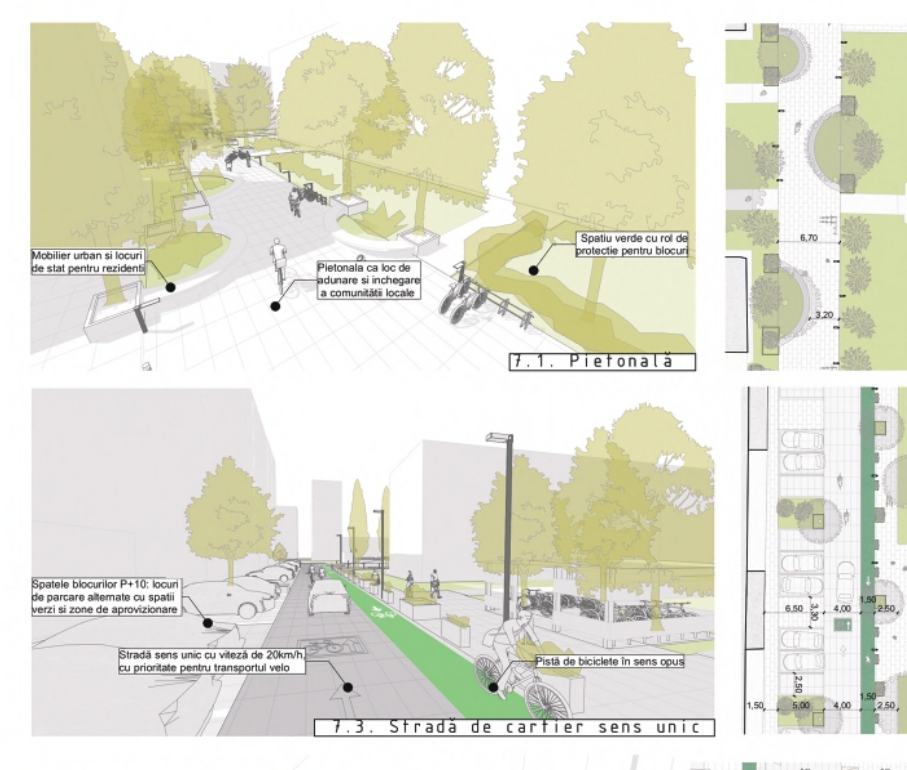 Mobilier urban si locuri
de stat pentru rezidenti
Pietonala ca loc de
adunare si inchegare
a comunitătii locale
Spatiu verde cu rol de
protectie pentru blocuri
7.1. Pietonală
6,70
3,20
Spatele blocurilor P+10: locuri
de parcare alternate cu spatii
verzi si zone de aprovizionare
Stradă sens unic cu viteză de 20km/h,
cu prioritate pentru transportul velo
Pistă de biciclete în sens opus
7.3. Stradă de cartier sens unic
6,50
3,30
4,00
1,50
2,50
2,50
1,50
5,00
4,00
1,50
2,50